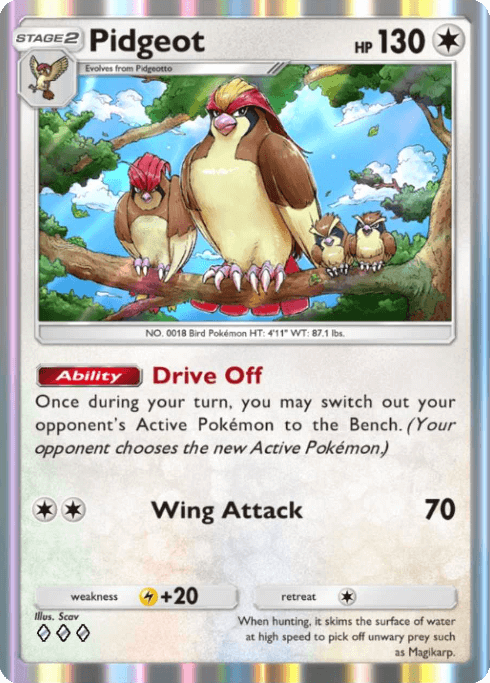 STAGE2 Pidgeot HP 130
Evolves from Pidgeotto
NO. 0018 Bird Pokémon HT: 4'11" WT: 87.1 lbs.
Ability Drive Off
Once during your turn, you may switch out your
opponent's Active Pokémon to the Bench. (Your
opponent chooses the new Active Pokémon.)
Wing Attack 70
weakness +20 retreat
Illus. Scav
When hunting, it skims the surface of water
at high speed to pick off unwary prey such
as Magikarp.